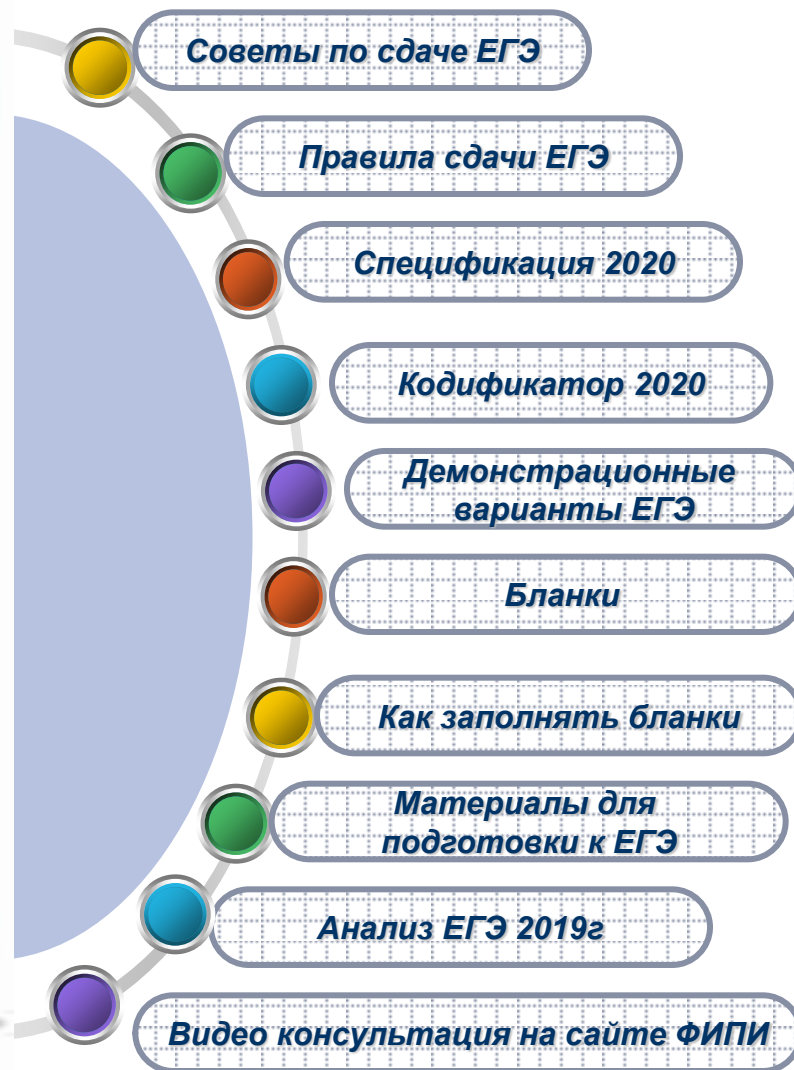 Советы по сдаче ЕГЭ
Правила сдачи ЕГЭ
Спецификация 2020
Кодификатор 2020
Демонстрационные
варианты ЕГЭ
Бланки
Как заполнять бланки
Материалы для
подготовки к ЕГЭ
Анализ ЕГЭ 2019г
Видео консультация на сайте ФИПИ